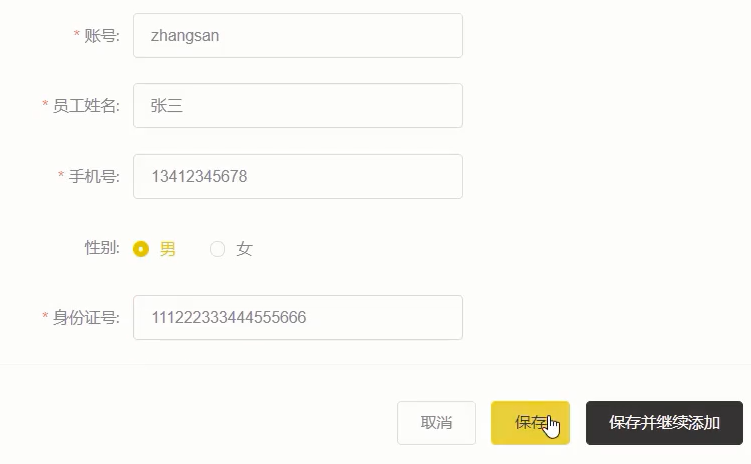 * 账号: zhangsan
* 员工姓名: 张三
* 手机号: 13412345678
性别: 男 女
* 身份证号: 111222333444555666
取消 保存 保存并继续添加